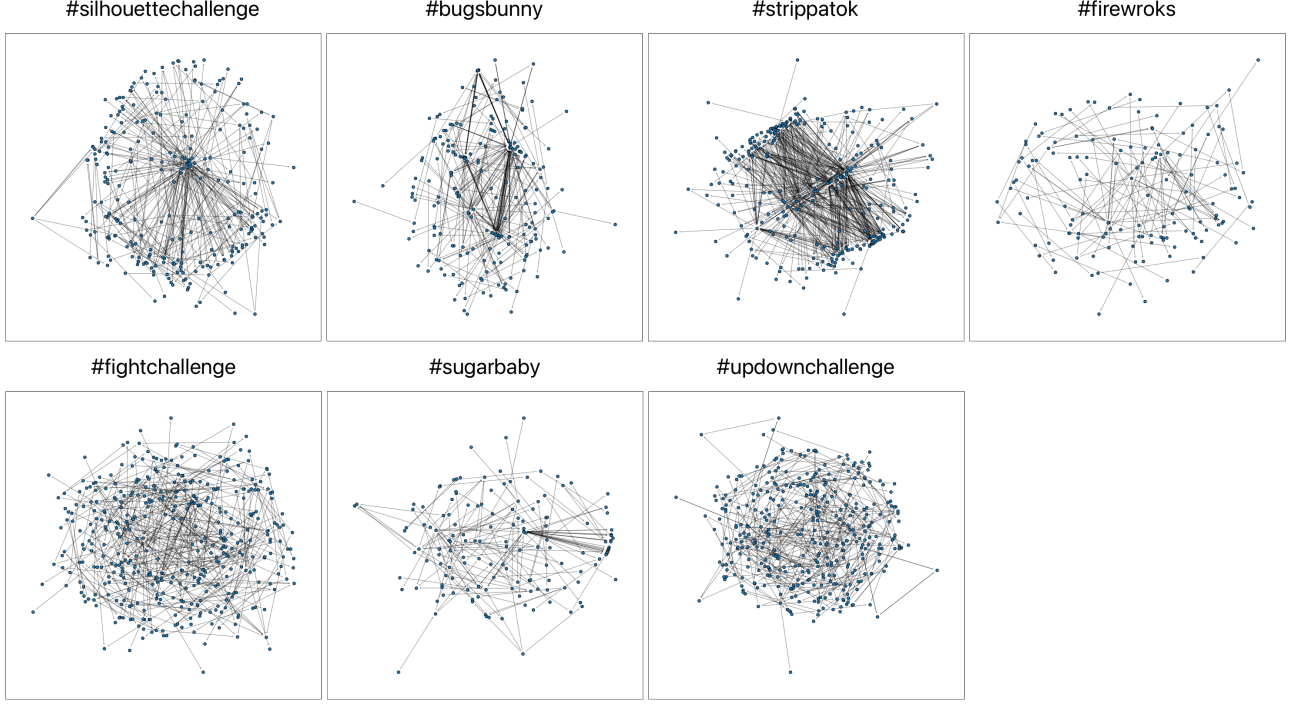 #silhouettechallenge
#bugsbunny
#strippatok
#firewroks
#fightchallenge
#sugarbaby
#updownchallenge